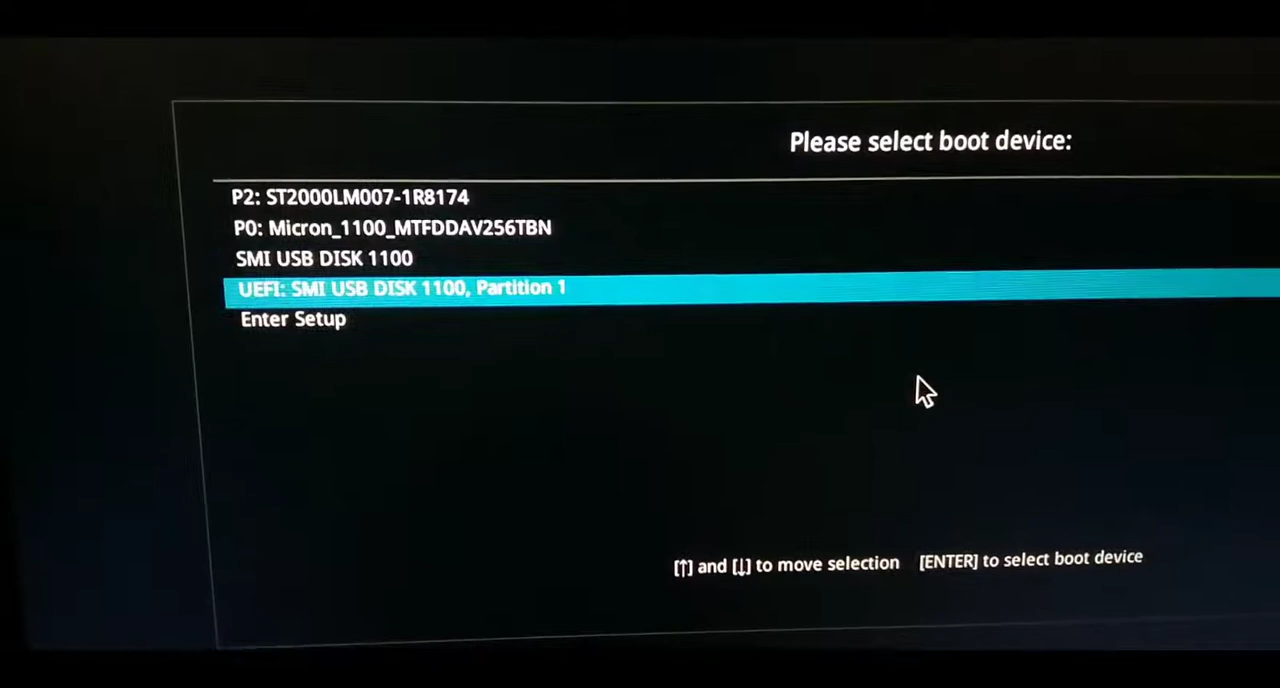 Please select boot device:
P2: ST2000LM007-1R8174
P0: Micron_1100_MTFDDAV256TBN
SMI USB DISK 1100
UEFI: SMI USB DISK 1100, Partition 1
Enter Setup
[↑] and [↓] to move selection [ENTER] to select boot device